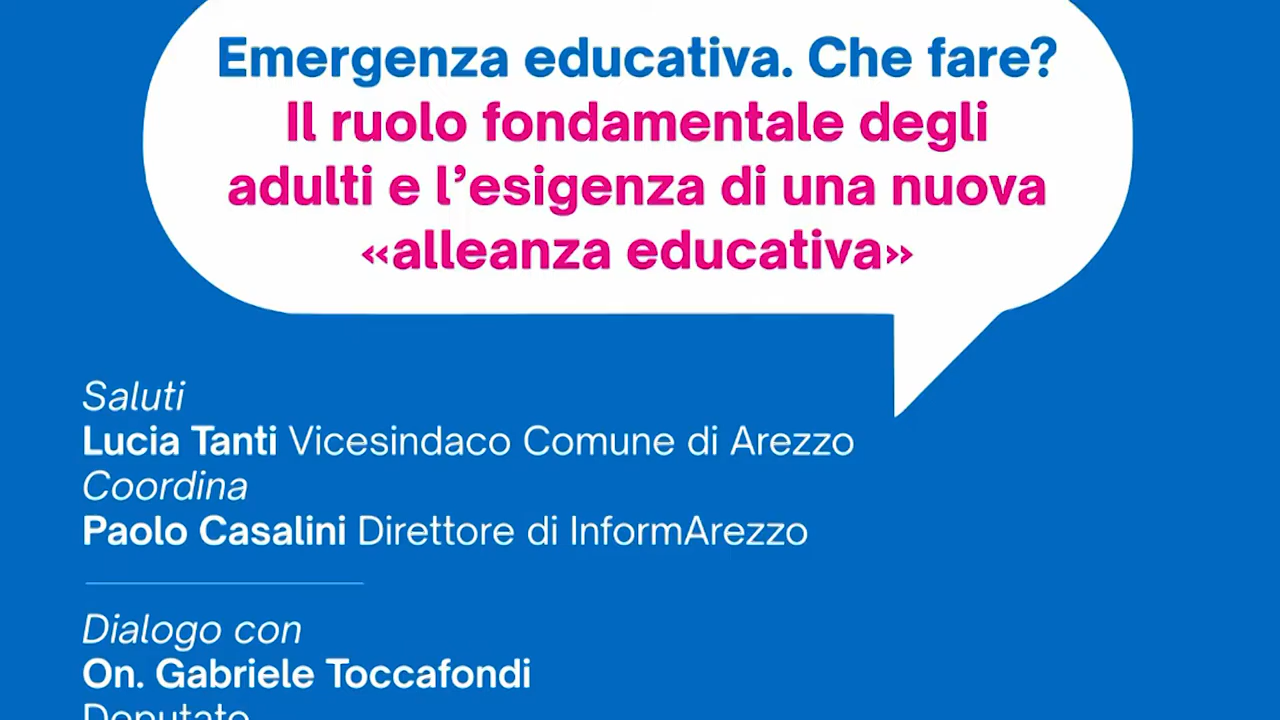 Emergenza educativa. Che fare?
Il ruolo fondamentale degli
adulti e l’esigenza di una nuova
«alleanza educativa»
Saluti
Lucia Tanti Vicesindaco Comune di Arezzo
Coordina
Paolo Casalini Direttore di InformArezzo
Dialogo con
On. Gabriele Toccafondi
Deputato